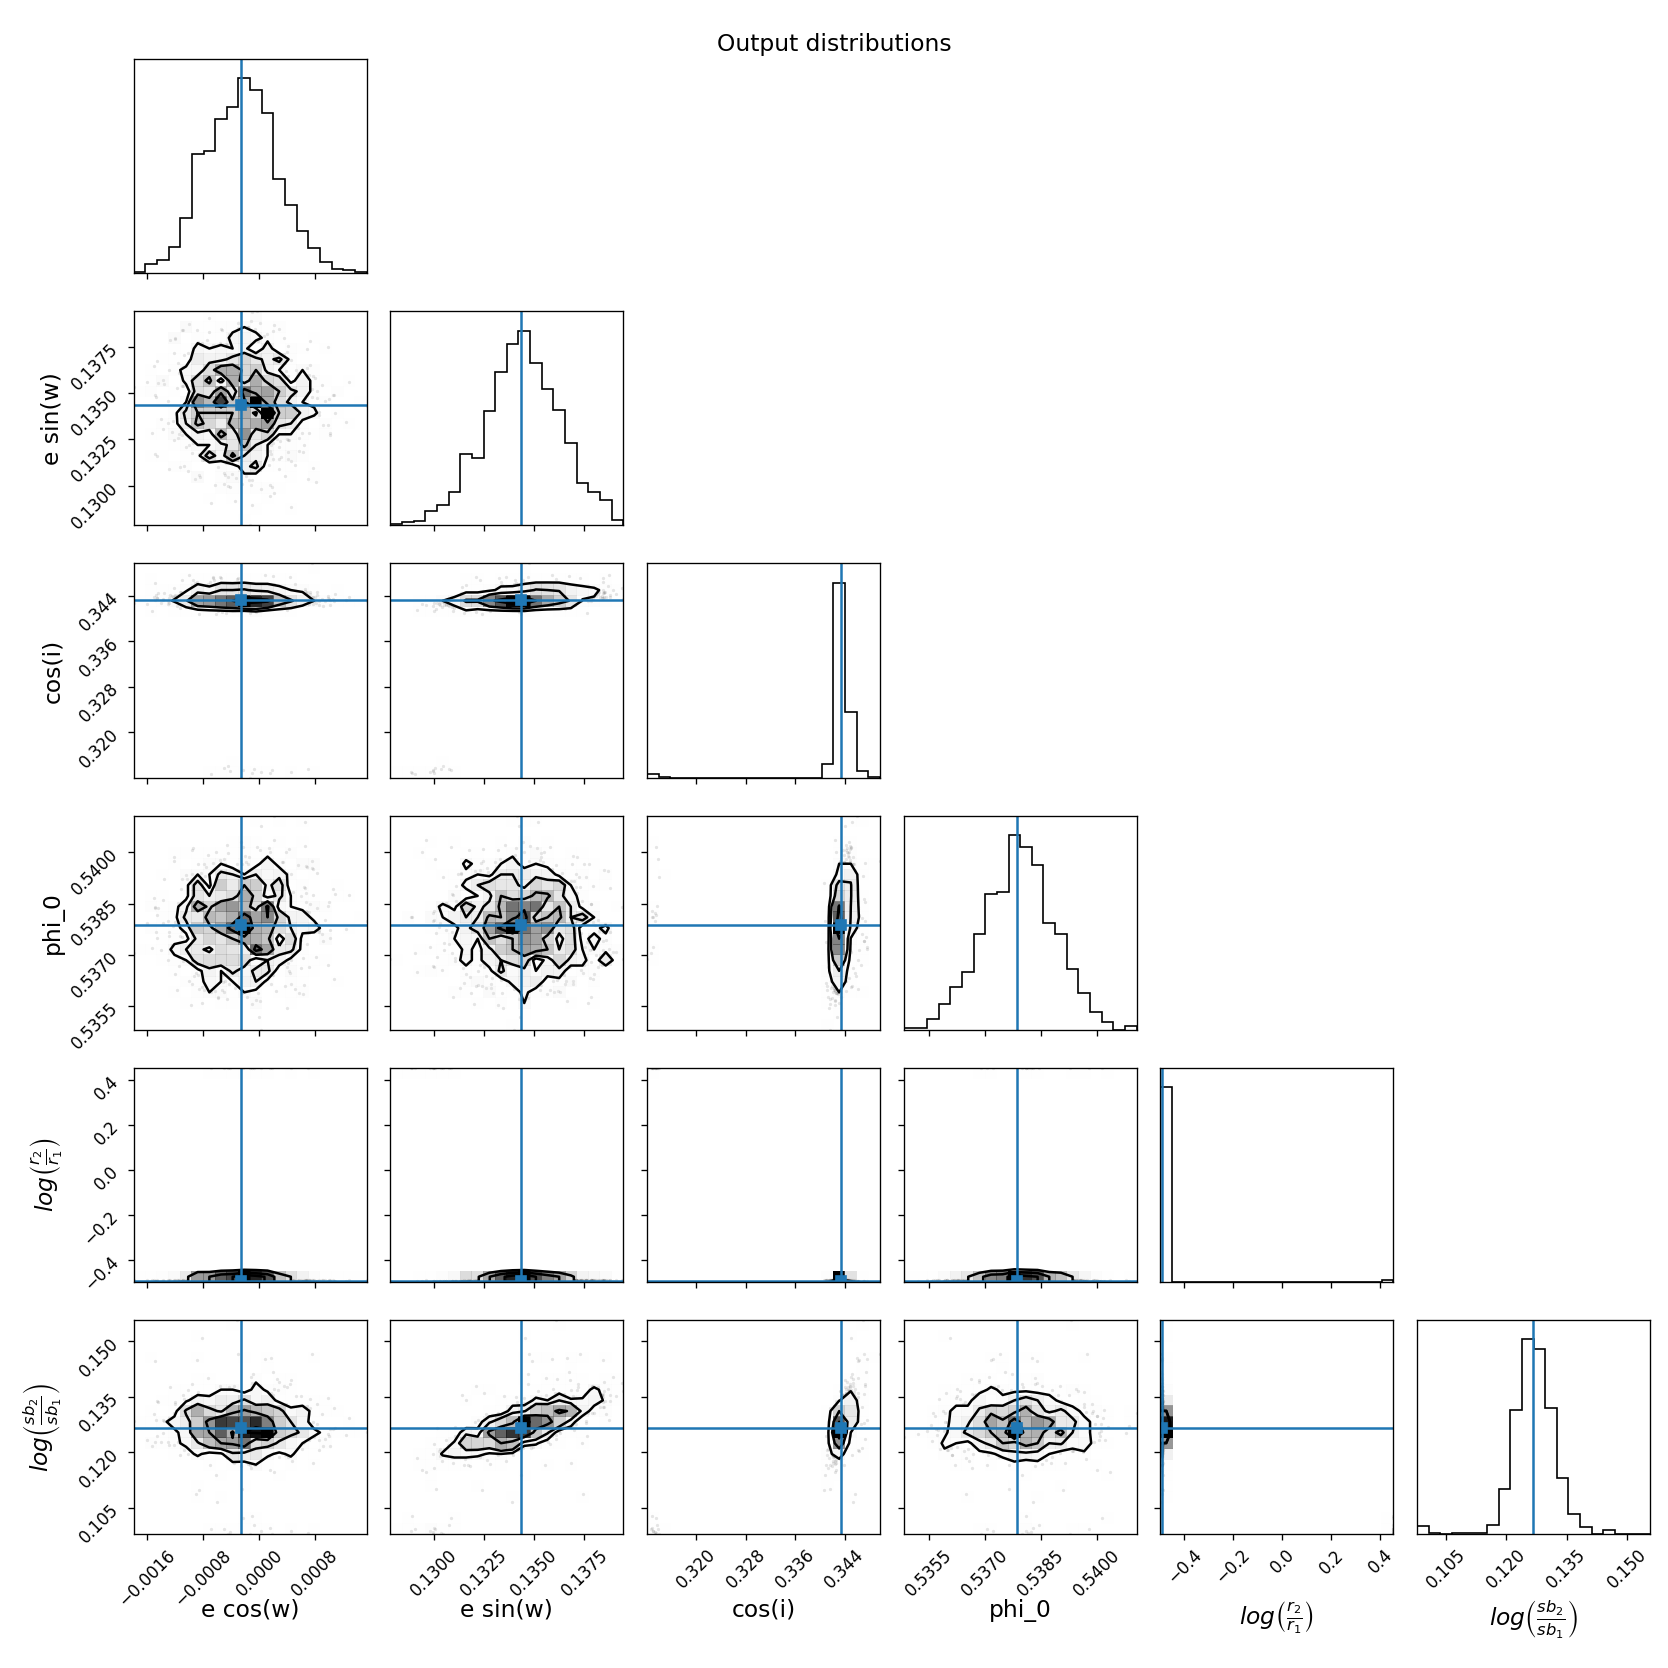 Output distributions
e sin(w)
0.1375
0.1350
0.1325
0.1300
cos(i)
0.344
0.336
0.328
0.320
phi_0
0.5400
0.5385
0.5370
0.5355
log(r₂/r₁)
0.4
0.2
0.0
−0.2
−0.4
log(sb₂/sb₁)
0.150
0.135
0.120
0.105
−0.0016 −0.0008 0.0000 0.0008
e cos(w)
0.1300 0.1325 0.1350 0.1375
e sin(w)
0.320 0.328 0.336 0.344
cos(i)
0.5355 0.5370 0.5385 0.5400
phi_0
−0.4 −0.2 0.0 0.2 0.4
log(r₂/r₁)
0.105 0.120 0.135 0.150
log(sb₂/sb₁)